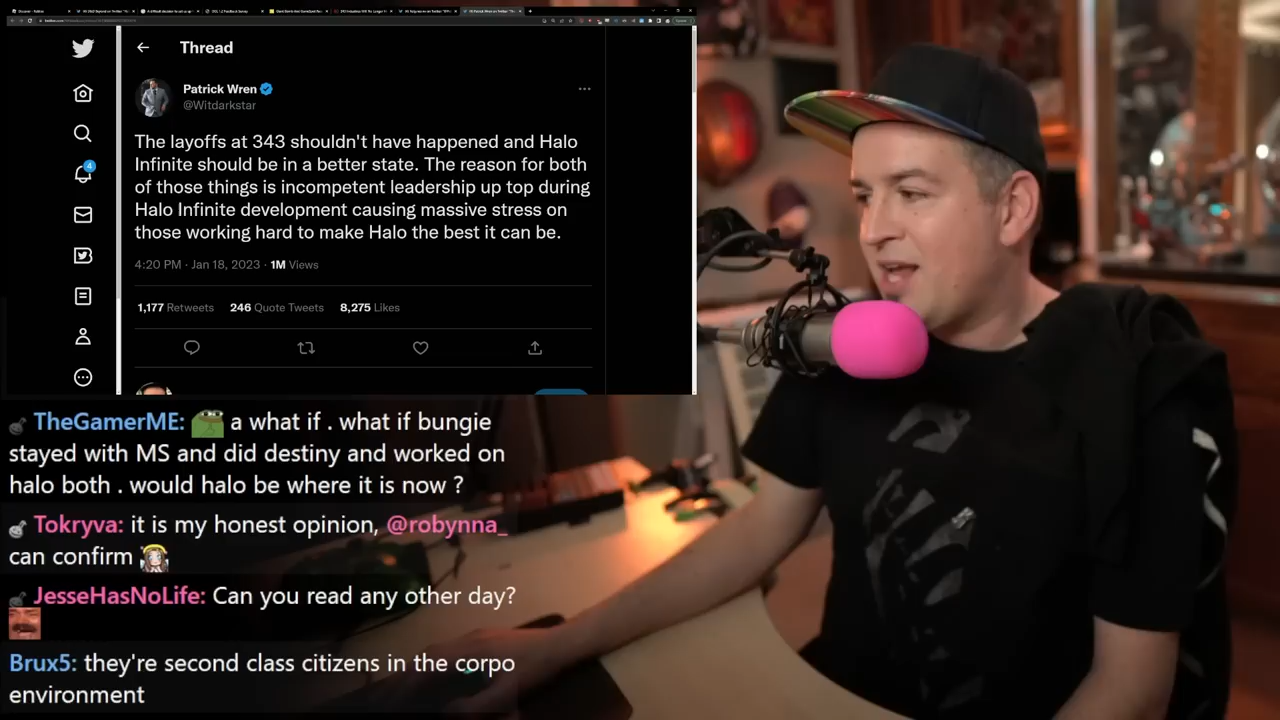 Thread
Patrick Wren
@Witdarkstar
The layoffs at 343 shouldn't have happened and Halo
Infinite should be in a better state. The reason for both
of those things is incompetent leadership up top during
Halo Infinite development causing massive stress on
those working hard to make Halo the best it can be.
4:20 PM · Jan 18, 2023 · 1M Views
1,177 Retweets 246 Quote Tweets 8,275 Likes
4
TheGamerME: a what if . what if bungie
stayed with MS and did destiny and worked on
halo both . would halo be where it is now ?
Tokryva: it is my honest opinion, @robynna_
can confirm
JesseHasNoLife: Can you read any other day?
Brux5: they're second class citizens in the corpo
environment